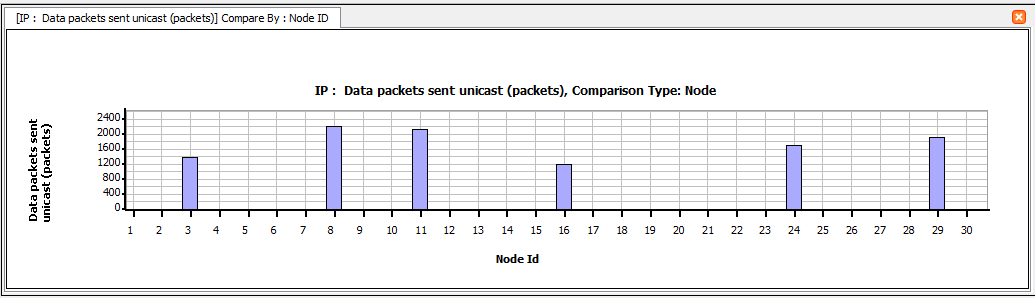 [IP :  Data packets sent unicast (packets)] Compare By : Node ID
IP :  Data packets sent unicast (packets), Comparison Type: Node
Data packets sent
unicast (packets)
2400
2000
1600
1200
800
400
0
1 2 3 4 5 6 7 8 9 10 11 12 13 14 15 16 17 18 19 20 21 22 23 24 25 26 27 28 29 30
Node Id